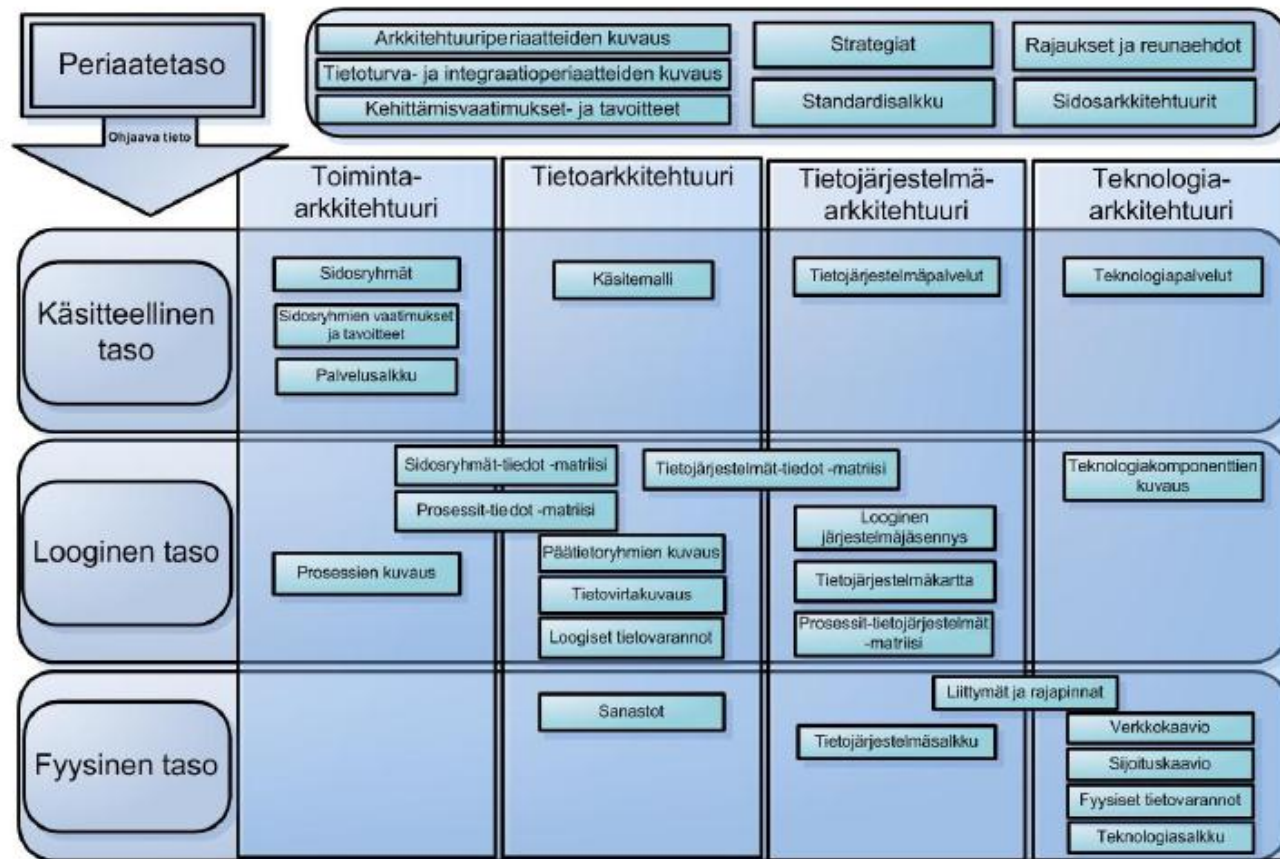 Periaatetaso
Ohjaava tieto
Arkkitehtuuriperiaatteiden kuvaus
Tietoturva- ja integraatioperiaatteiden kuvaus
Kehittämisvaatimukset- ja tavoitteet
Strategiat
Standardisalkku
Rajaukset ja reunaehdot
Sidosarkkitehtuurit
Toiminta-
arkkitehtuuri
Tietoarkkitehtuuri
Tietojärjestelmä-
arkkitehtuuri
Teknologia-
arkkitehtuuri
Käsitteellinen
taso
Sidosryhmät
Sidosryhmien vaatimukset
ja tavoitteet
Palvelusalkku
Käsitemalli
Tietojärjestelmäpalvelut
Teknologiapalvelut
Looginen taso
Sidosryhmät-tiedot -matriisi
Prosessit-tiedot -matriisi
Prosessien kuvaus
Päätietoryhmien kuvaus
Tietovirtakuvaus
Loogiset tietovarannot
Tietojärjestelmät-tiedot -matriisi
Looginen
järjestelmäjäsennys
Tietojärjestelmäkartta
Prosessit-tietojärjestelmät
-matriisi
Teknologiakomponenttien
kuvaus
Fyysinen taso
Sanastot
Liittymät ja rajapinnat
Tietojärjestelmäsalkku
Verkkokaavio
Sijoituskaavio
Fyysiset tietovarannot
Teknologiasalkku